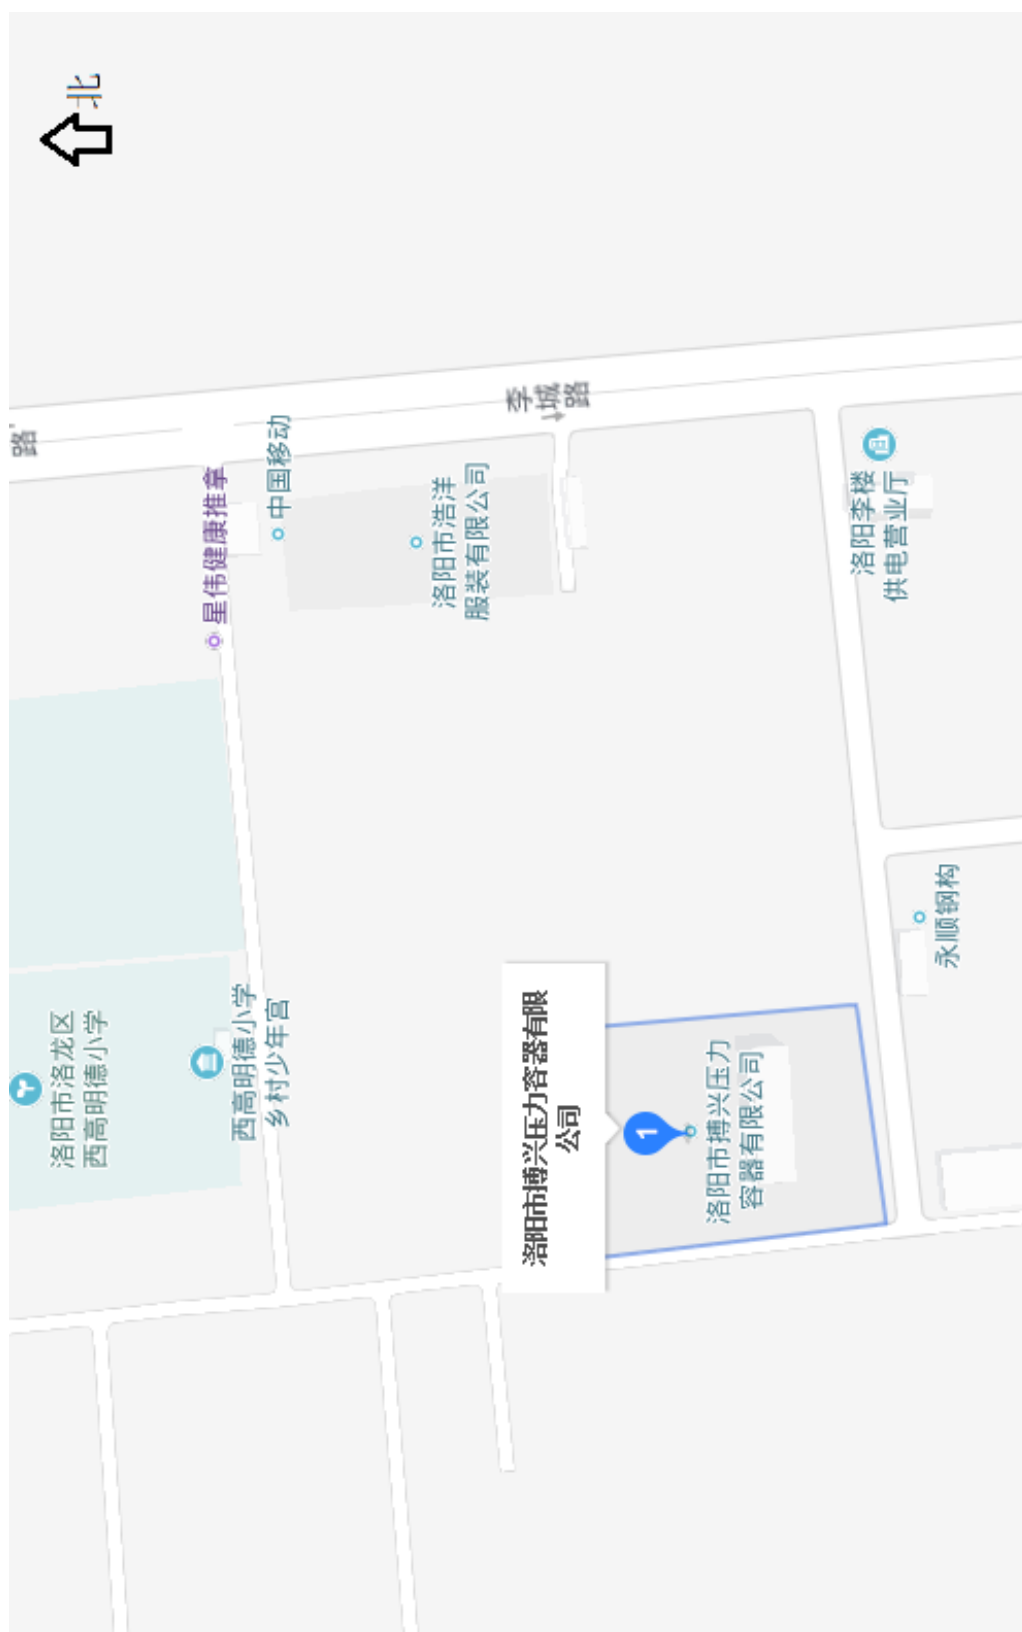 北
路
李城路
中国移动
星伟健康推拿
洛阳市浩洋
服装有限公司
洛阳李楼
供电营业厅
永顺钢构
洛阳市洛龙区
西高明德小学
西高明德小学
乡村少年宫
洛阳市搏兴压力容器有限
公司
1
洛阳市搏兴压力
容器有限公司